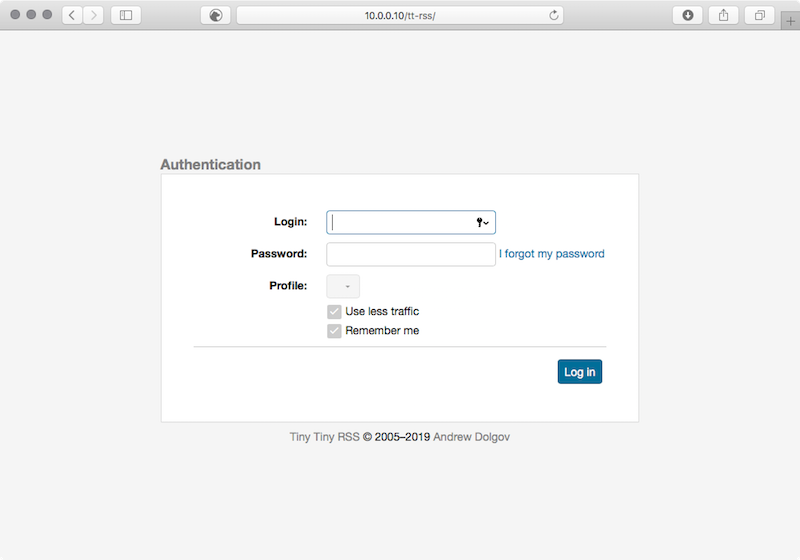 10.0.0.10/tt-rss/
Authentication
Login:
Password: I forgot my password
Profile:
Use less traffic
Remember me
Log in
Tiny Tiny RSS © 2005–2019 Andrew Dolgov